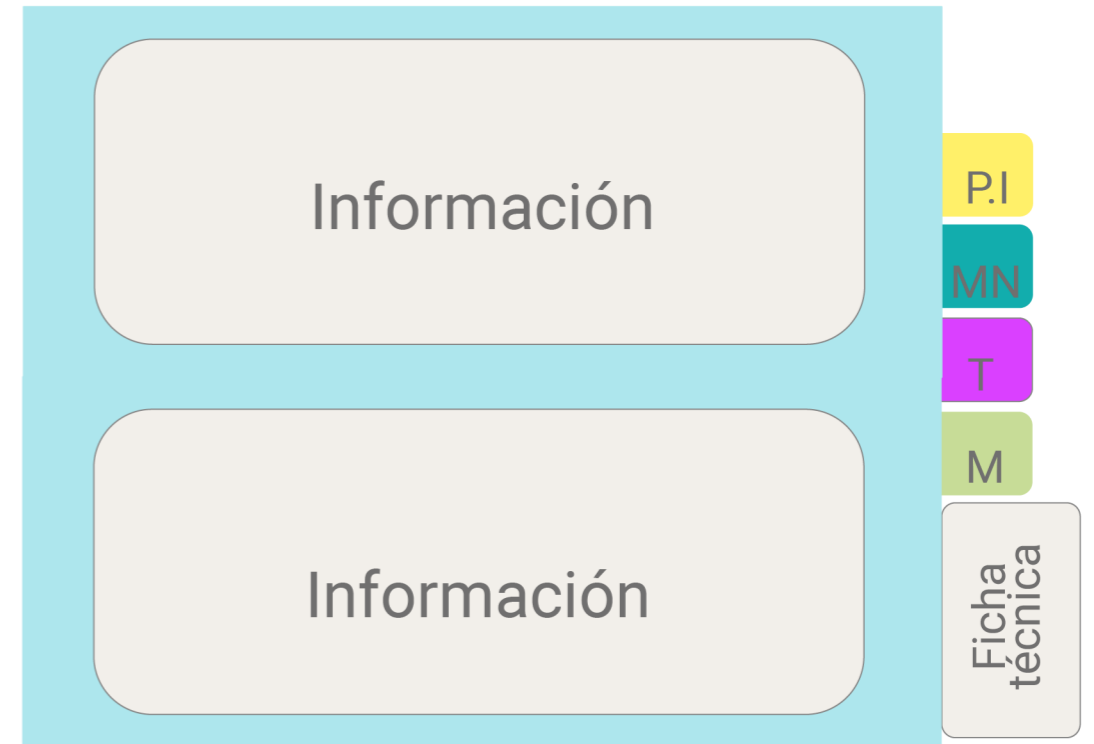 Información
P.I
MN
T
M
Información
Ficha
técnica